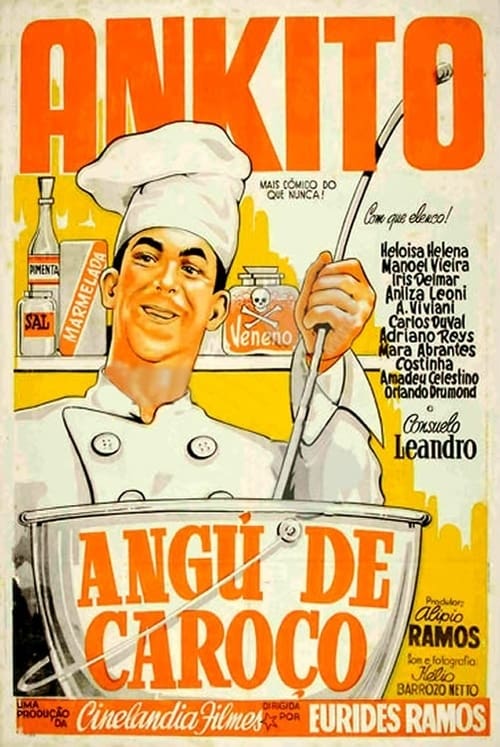 ANKITO
MAIS CÔMICO DO
QUE NUNCA!
Com que elenco!
PIMENTA
SAL
MARMELADA
Veneno
Heloisa Helena
Manoel Vieira
Iris Delmar
Anilza Leoni
A. Viviani
Carlos DuVal
Adriano Reys
Mara Abrantes
Costinha
Amadeu Celestino
Orlando Drumond
e
Consuelo
Leandro
ANGÚ DE
CAROÇO
Produtor:
Alipio
RAMOS
Som e fotografia:
Hélio
BARROZO NETTO
UMA
PRODUÇÃO
DA
Cinelandia Filmes
DIRIGIDA
POR
EURIDES RAMOS